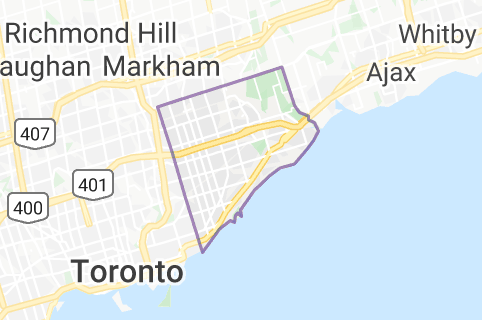 Richmond Hill
Whitby
aughan Markham
Ajax
407
401
400
Toronto